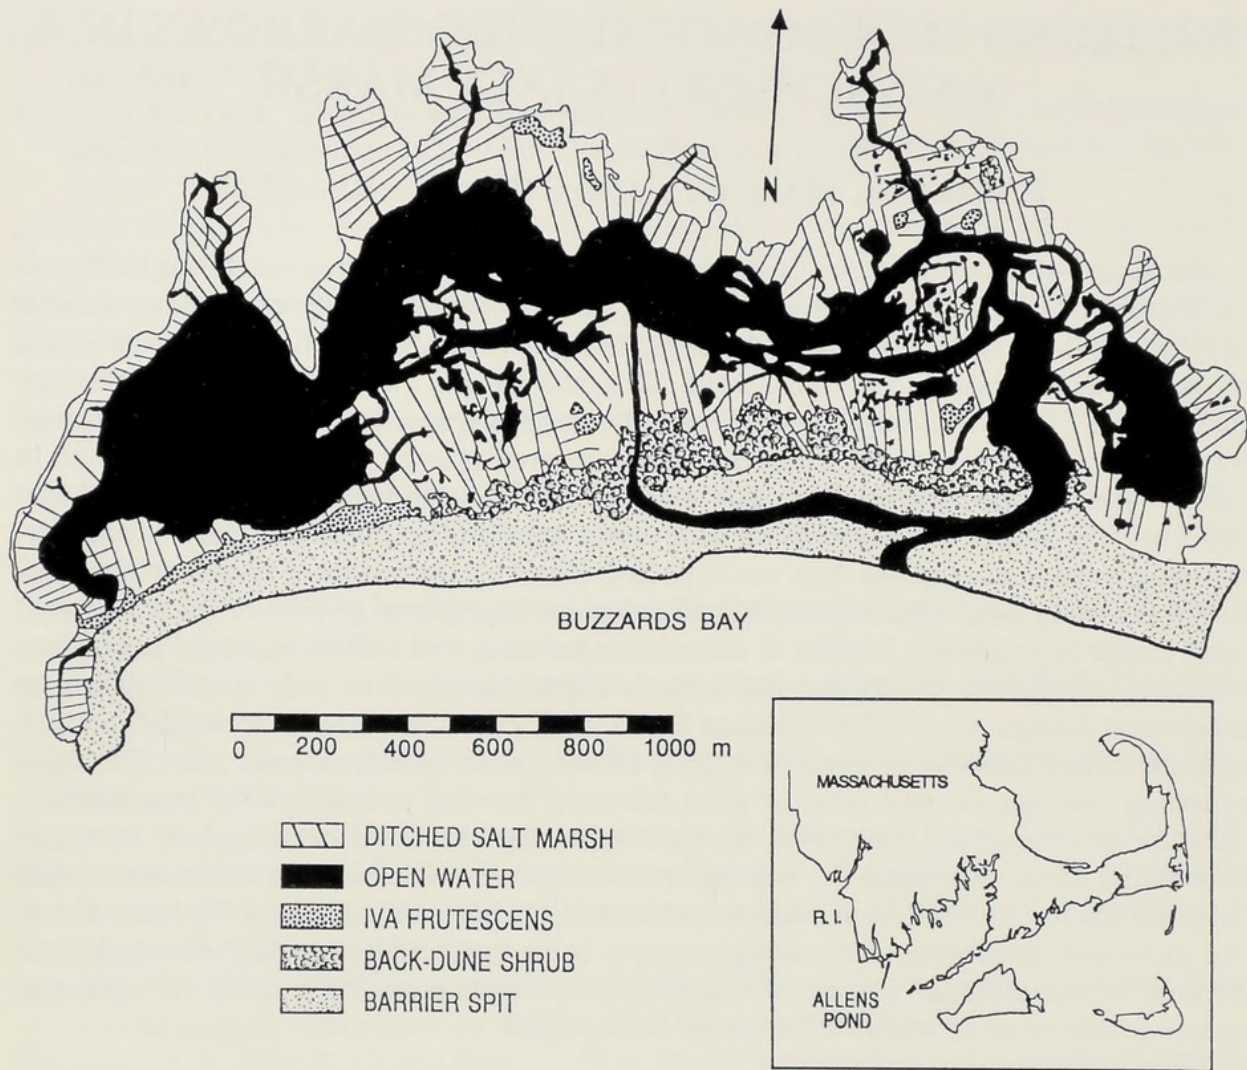 N
BUZZARDS BAY
0 200 400 600 800 1000 m
DITCHED SALT MARSH
OPEN WATER
IVA FRUTESCENS
BACK-DUNE SHRUB
BARRIER SPIT
MASSACHUSETTS
R.I.
ALLENS
POND